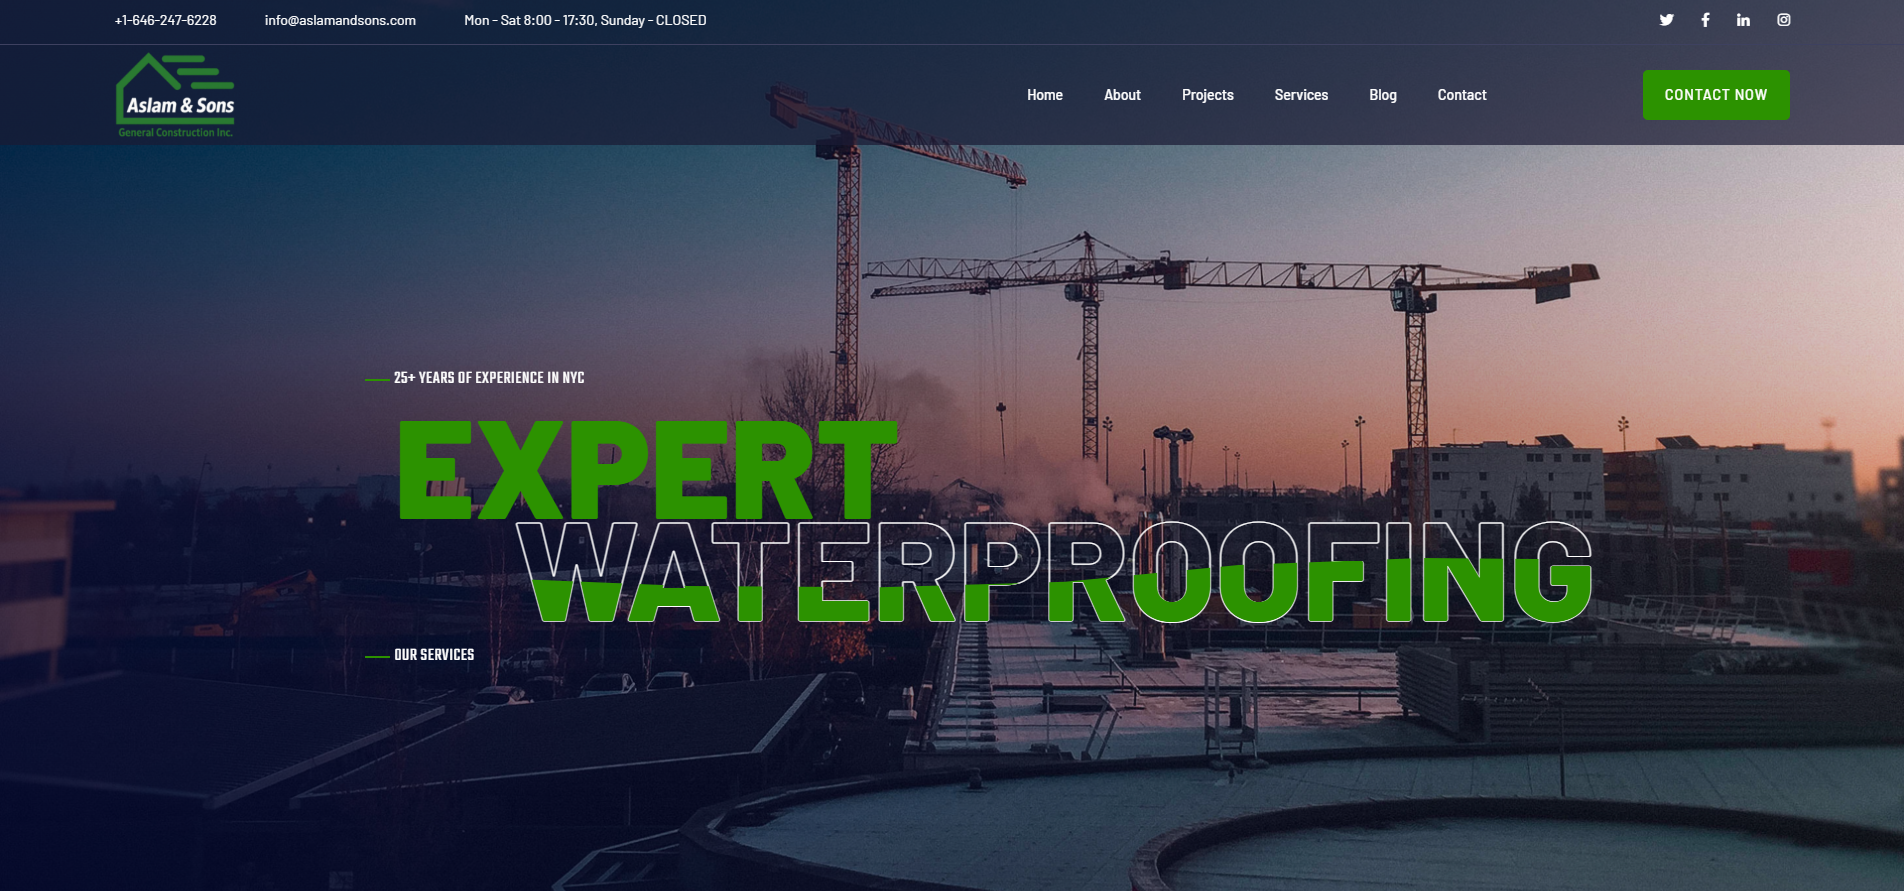 +1-646-247-6228
info@aslamandsons.com
Mon - Sat 8:00 - 17:30, Sunday - CLOSED
Aslam & Sons
General Construction Inc.
Home
About
Projects
Services
Blog
Contact
CONTACT NOW
25+ YEARS OF EXPERIENCE IN NYC
EXPERT
WATERPROOFING
OUR SERVICES